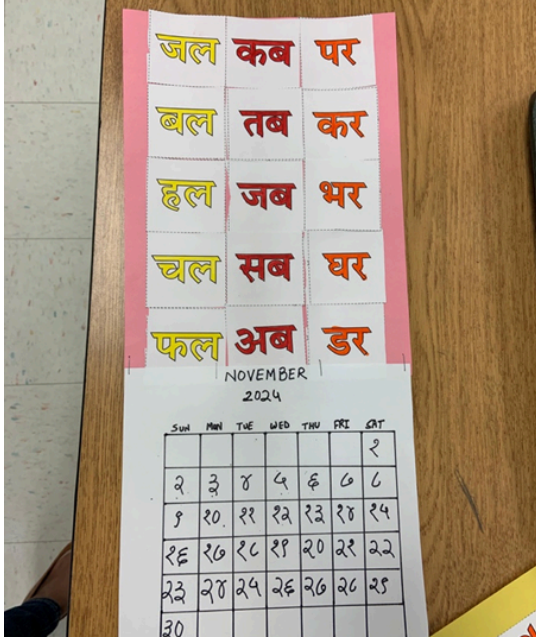 जल कब पर
बल तब कर
हल जब भर
चल सब घर
फल अब डर
NOVEMBER
2024
SUN MON TUE WED THU FRI SAT
१
२ ३ ४ ५ ६ ७ ८
९ १० ११ १२ १३ १४ १५
१६ १७ १८ १९ २० २१ २२
२३ २४ २५ २६ २७ २८ २९
३०